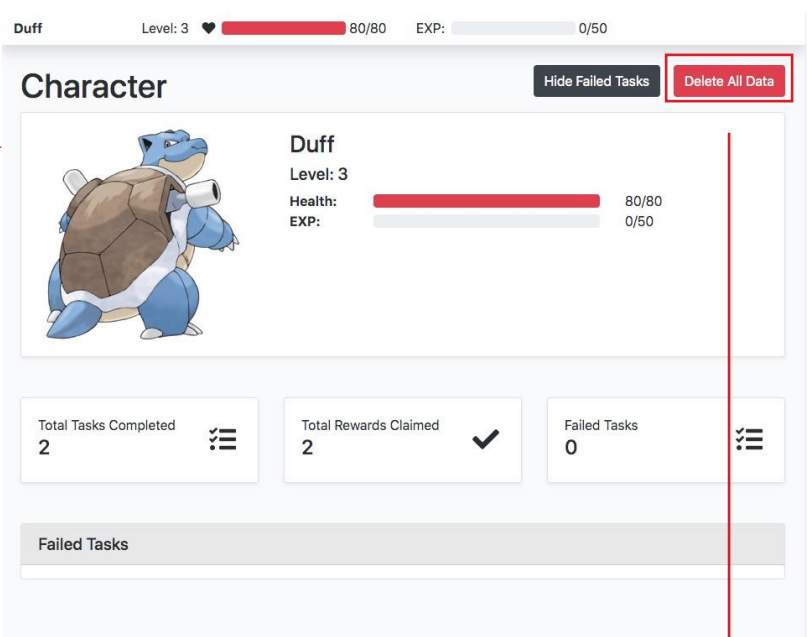 Duff Level: 3 80/80 EXP: 0/50
Character Hide Failed Tasks Delete All Data
Duff
Level: 3
Health: 80/80
EXP: 0/50
Total Tasks Completed
2
Total Rewards Claimed
2
Failed Tasks
0
Failed Tasks